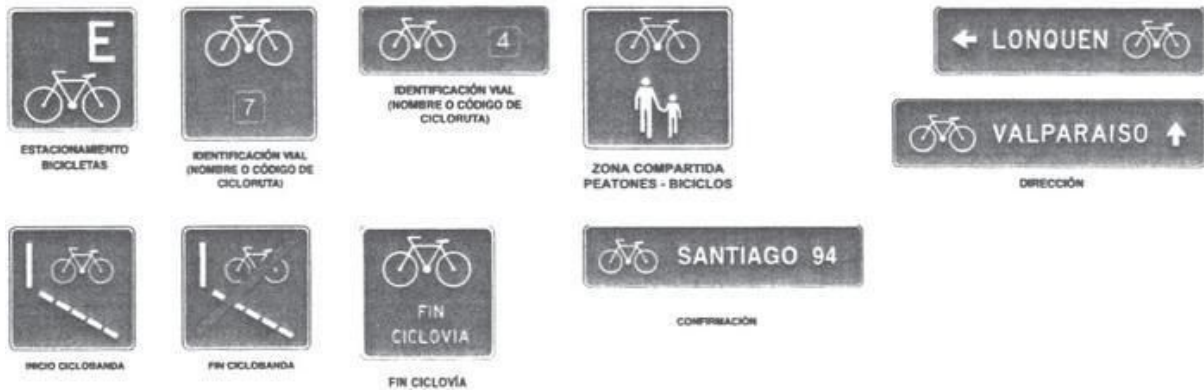 E
ESTACIONAMIENTO
BICICLETAS
7
IDENTIFICACIÓN VIAL
(NOMBRE O CÓDIGO DE
CICLORUTA)
4
IDENTIFICACIÓN VIAL
(NOMBRE O CÓDIGO DE
CICLORUTA)
ZONA COMPARTIDA
PEATONES - BICICLOS
← LONQUEN
VALPARAISO ↑
DIRECCIÓN
INICIO CICLOBANDA
FIN CICLOBANDA
FIN
CICLOVIA
FIN CICLOVÍA
SANTIAGO 94
CONFIRMACIÓN